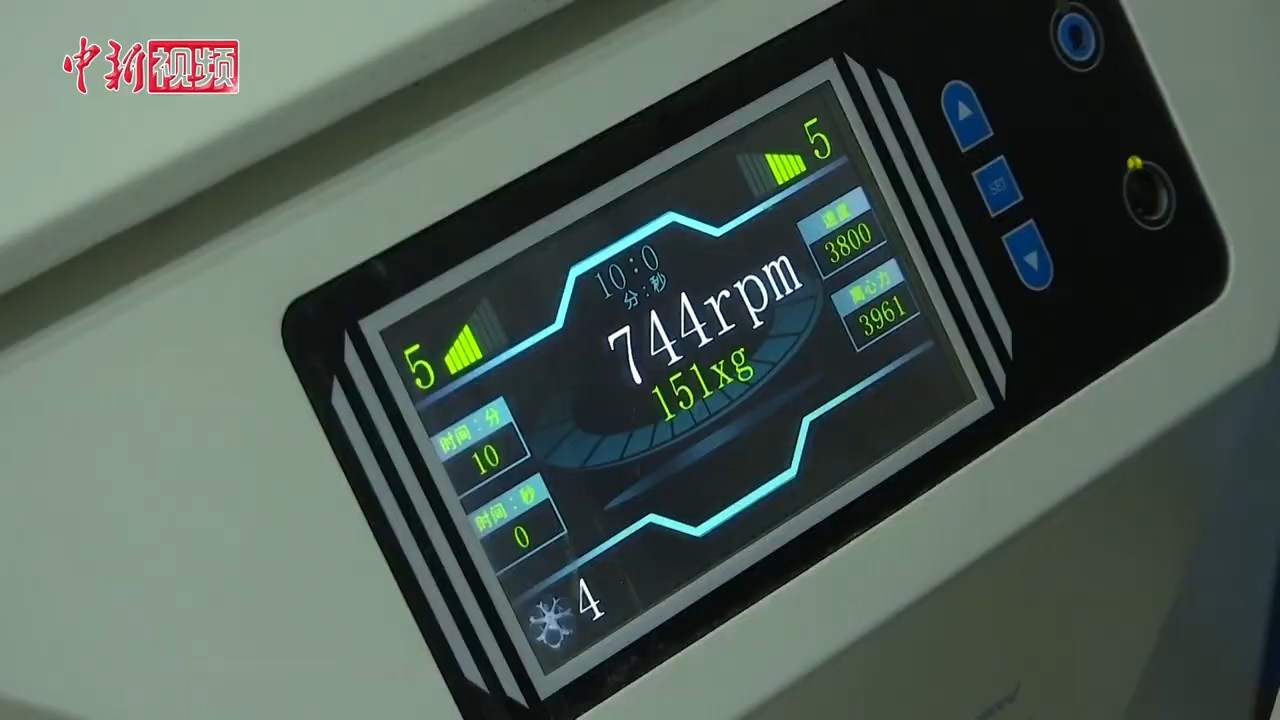 中新视频
5
5
10:0
分:秒
744rpm
151xg
速度
3800
离心力
3961
时间:分
10
时间:秒
0
4
SET